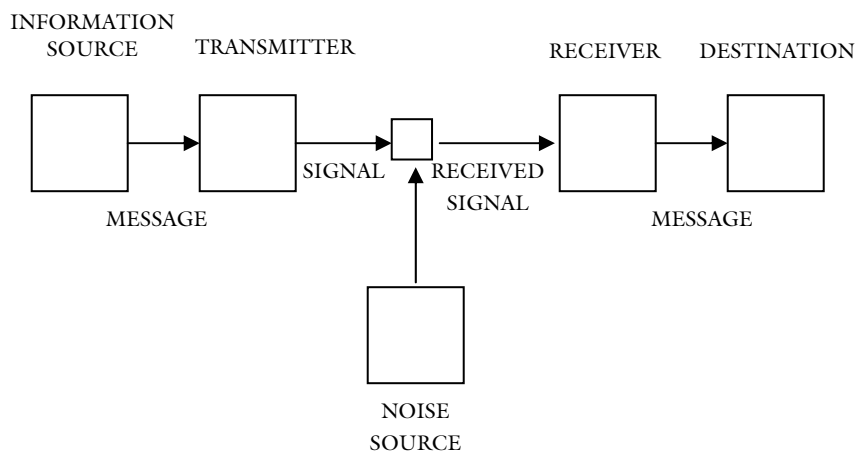 INFORMATION
SOURCE
TRANSMITTER
RECEIVER
DESTINATION
SIGNAL
RECEIVED
SIGNAL
MESSAGE
MESSAGE
NOISE
SOURCE